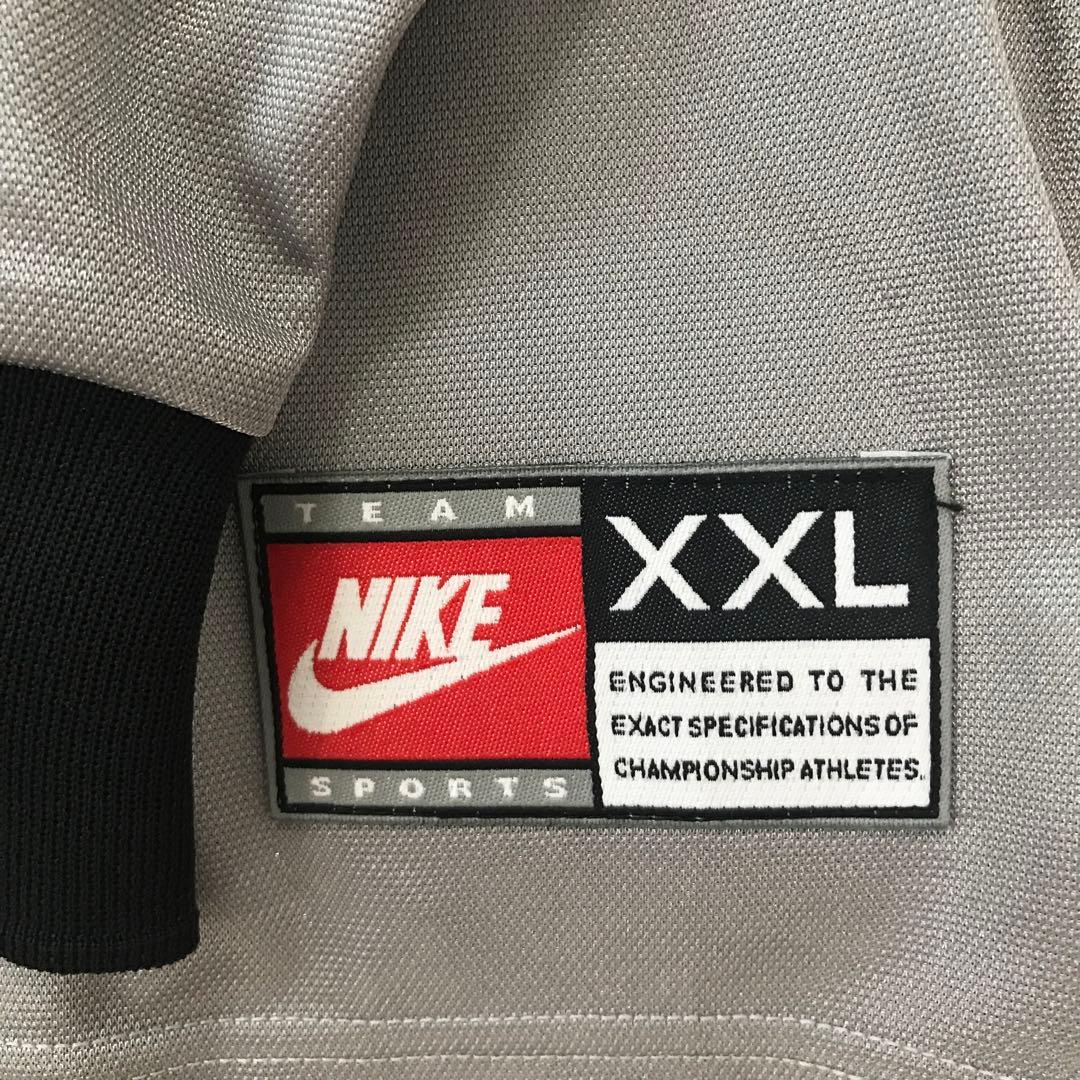 TEAM
NIKE
SPORTS
XXL
ENGINEERED TO THE
EXACT SPECIFICATIONS OF
CHAMPIONSHIP ATHLETES.